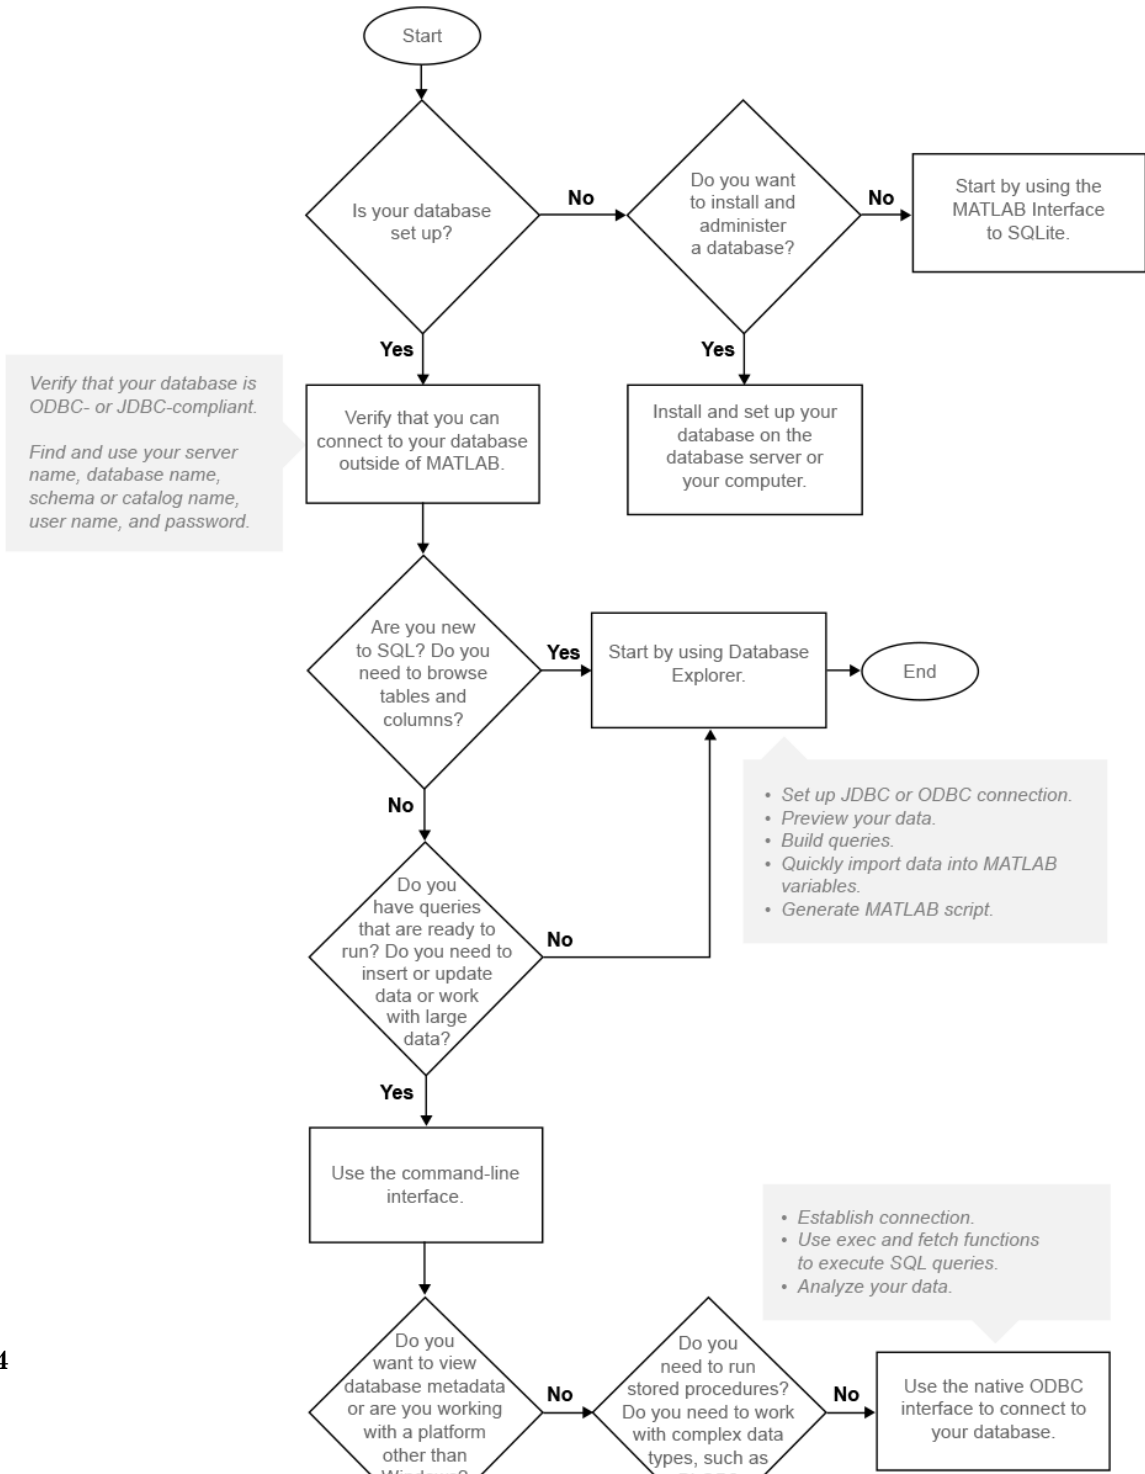 Start
Is your database
set up?
No
Do you want
to install and
administer
a database?
No
Start by using the
MATLAB Interface
to SQLite.
Yes
Yes
Verify that your database is
ODBC- or JDBC-compliant.
Find and use your server
name, database name,
schema or catalog name,
user name, and password.
Verify that you can
connect to your database
outside of MATLAB.
Install and set up your
database on the
database server or
your computer.
Are you new
to SQL? Do you
need to browse
tables and
columns?
Yes
Start by using Database
Explorer.
End
No
• Set up JDBC or ODBC connection.
• Preview your data.
• Build queries.
• Quickly import data into MATLAB
variables.
• Generate MATLAB script.
Do you
have queries
that are ready to
run? Do you need to
insert or update
data or work
with large
data?
No
Yes
Use the command-line
interface.
• Establish connection.
• Use exec and fetch functions
to execute SQL queries.
• Analyze your data.
4
Do you
want to view
database metadata
or are you working
with a platform
other than
Windows?
No
Do you
need to run
stored procedures?
Do you need to work
with complex data
types, such as
No
Use the native ODBC
interface to connect to
your database.